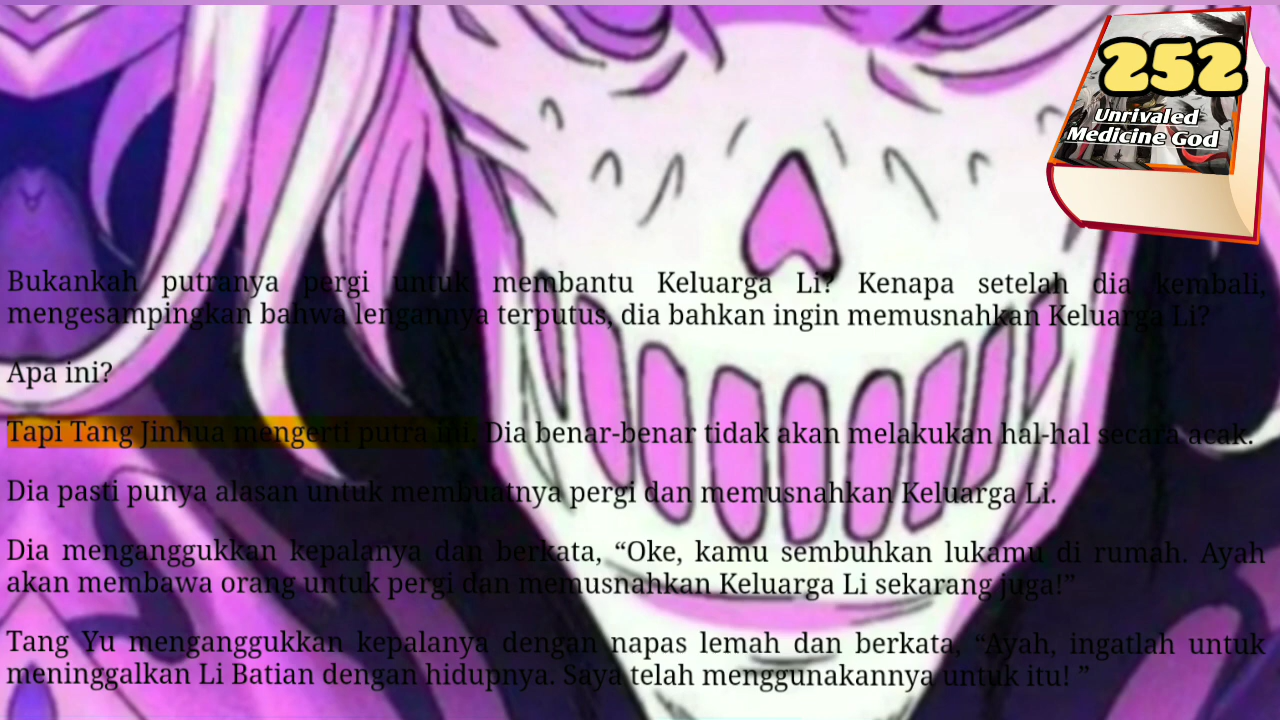 252
Unrivaled
Medicine God
Bukankah putranya pergi untuk membantu Keluarga Li? Kenapa setelah dia kembali,
mengesampingkan bahwa lengannya terputus, dia bahkan ingin memusnahkan Keluarga Li?
Apa ini?
Tapi Tang Jinhua mengerti putra ini. Dia benar-benar tidak akan melakukan hal-hal secara acak.
Dia pasti punya alasan untuk membuatnya pergi dan memusnahkan Keluarga Li.
Dia menganggukkan kepalanya dan berkata, “Oke, kamu sembuhkan lukamu di rumah. Ayah
akan membawa orang untuk pergi dan memusnahkan Keluarga Li sekarang juga!”
Tang Yu menganggukkan kepalanya dengan napas lemah dan berkata, “Ayah, ingatlah untuk
meninggalkan Li Batian dengan hidupnya. Saya telah menggunakannya untuk itu! ”